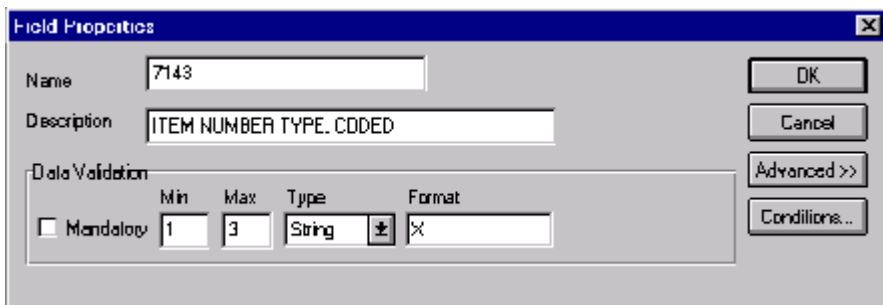 Field Properties
Name 7143 OK
Description ITEM NUMBER TYPE, CODED Cancel
Data Validation Advanced >>
Min Max Type Format
Mandatory 1 3 String X Conditions...